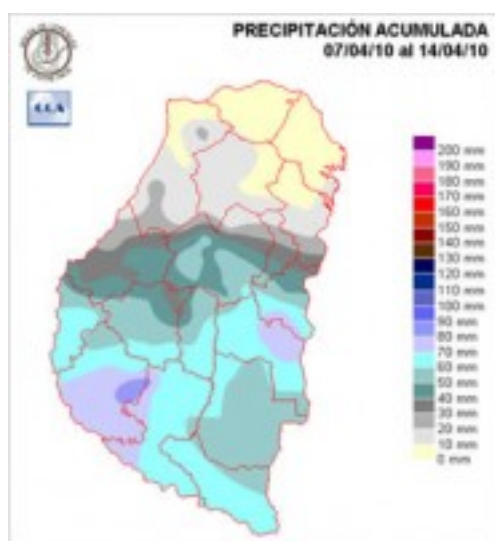 PRECIPITACIÓN ACUMULADA
07/04/10 al 14/04/10
CCA
200 mm
190 mm
180 mm
170 mm
160 mm
150 mm
140 mm
130 mm
120 mm
110 mm
100 mm
90 mm
80 mm
70 mm
60 mm
50 mm
40 mm
30 mm
20 mm
10 mm
0 mm